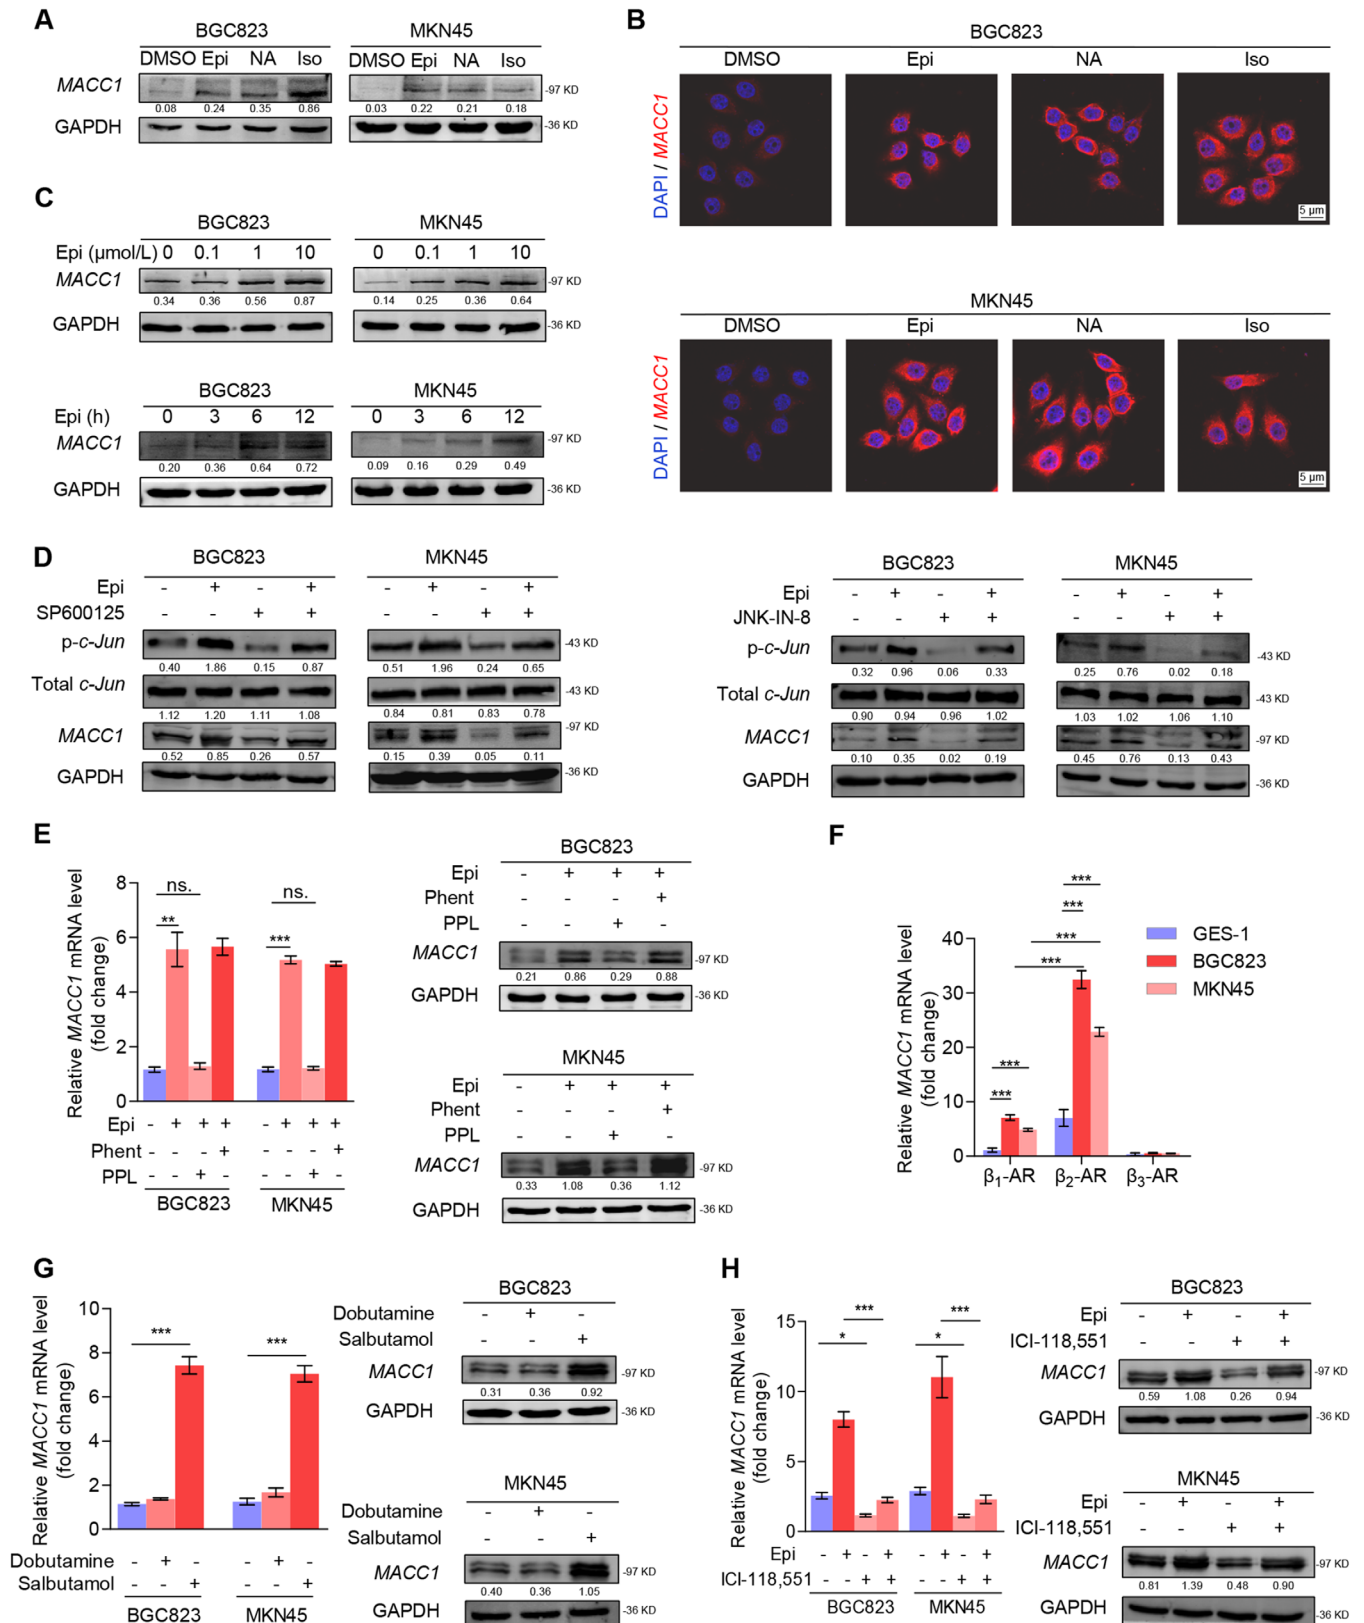 A
BGC823 MKN45
DMSO Epi NA Iso DMSO Epi NA Iso
MACC1 -97 KD
0.08 0.24 0.35 0.86 0.03 0.22 0.21 0.18
GAPDH -36 KD
B
BGC823
DMSO Epi NA Iso
DAPI / MACC1
5 µm
MKN45
DMSO Epi NA Iso
DAPI / MACC1
5 µm
C
BGC823 MKN45
Epi (µmol/L) 0 0.1 1 10 0 0.1 1 10
MACC1 -97 KD
0.34 0.36 0.56 0.87 0.14 0.25 0.36 0.64
GAPDH -36 KD
BGC823 MKN45
Epi (h) 0 3 6 12 0 3 6 12
MACC1 -97 KD
0.20 0.36 0.64 0.72 0.09 0.16 0.29 0.49
GAPDH -36 KD
D
BGC823 MKN45
Epi - + - + - + - +
SP600125 - - + + - - + +
p-c-Jun -43 KD
0.40 1.86 0.15 0.87 0.51 1.96 0.24 0.65
Total c-Jun -43 KD
1.12 1.20 1.11 1.08 0.84 0.81 0.83 0.78
MACC1 -97 KD
0.52 0.85 0.26 0.57 0.15 0.39 0.05 0.11
GAPDH -36 KD
BGC823 MKN45
Epi - + - + - + - +
JNK-IN-8 - - + + - - + +
p-c-Jun -43 KD
0.32 0.96 0.06 0.33 0.25 0.76 0.02 0.18
Total c-Jun -43 KD
0.90 0.94 0.96 1.02 1.03 1.02 1.06 1.10
MACC1 -97 KD
0.10 0.35 0.02 0.19 0.45 0.76 0.13 0.43
GAPDH -36 KD
E
Relative MACC1 mRNA level
(fold change)
8
6
4
2
0
ns. ns.
** ***
Epi - + + + - + + +
Phent - - - + - - - +
PPL - - + - - - + -
BGC823 MKN45
BGC823
Epi - + + +
Phent - - - +
PPL - - + -
MACC1 -97 KD
0.21 0.86 0.29 0.88
GAPDH -36 KD
MKN45
Epi - + + +
Phent - - - +
PPL - - + -
MACC1 -97 KD
0.33 1.08 0.36 1.12
GAPDH -36 KD
F
Relative MACC1 mRNA level
(fold change)
40
30
20
10
0
***
***
***
***
***
***
GES-1
BGC823
MKN45
β1-AR β2-AR β3-AR
G
Relative MACC1 mRNA level
(fold change)
10
8
6
4
2
0
*** ***
Dobutamine - + - - + -
Salbutamol - - + - - +
BGC823 MKN45
BGC823
Dobutamine - + -
Salbutamol - - +
MACC1 -97 KD
0.31 0.36 0.92
GAPDH -36 KD
MKN45
Dobutamine - + -
Salbutamol - - +
MACC1 -97 KD
0.40 0.36 1.05
GAPDH -36 KD
H
Relative MACC1 mRNA level
(fold change)
15
10
5
0
*** ***
* *
Epi - + - + - + - +
ICI-118,551 - - + + - - + +
BGC823 MKN45
BGC823
Epi - + - +
ICI-118,551 - - + +
MACC1 -97 KD
0.59 1.08 0.26 0.94
GAPDH -36 KD
MKN45
Epi - + - +
ICI-118,551 - - + +
MACC1 -97 KD
0.81 1.39 0.48 0.90
GAPDH -36 KD